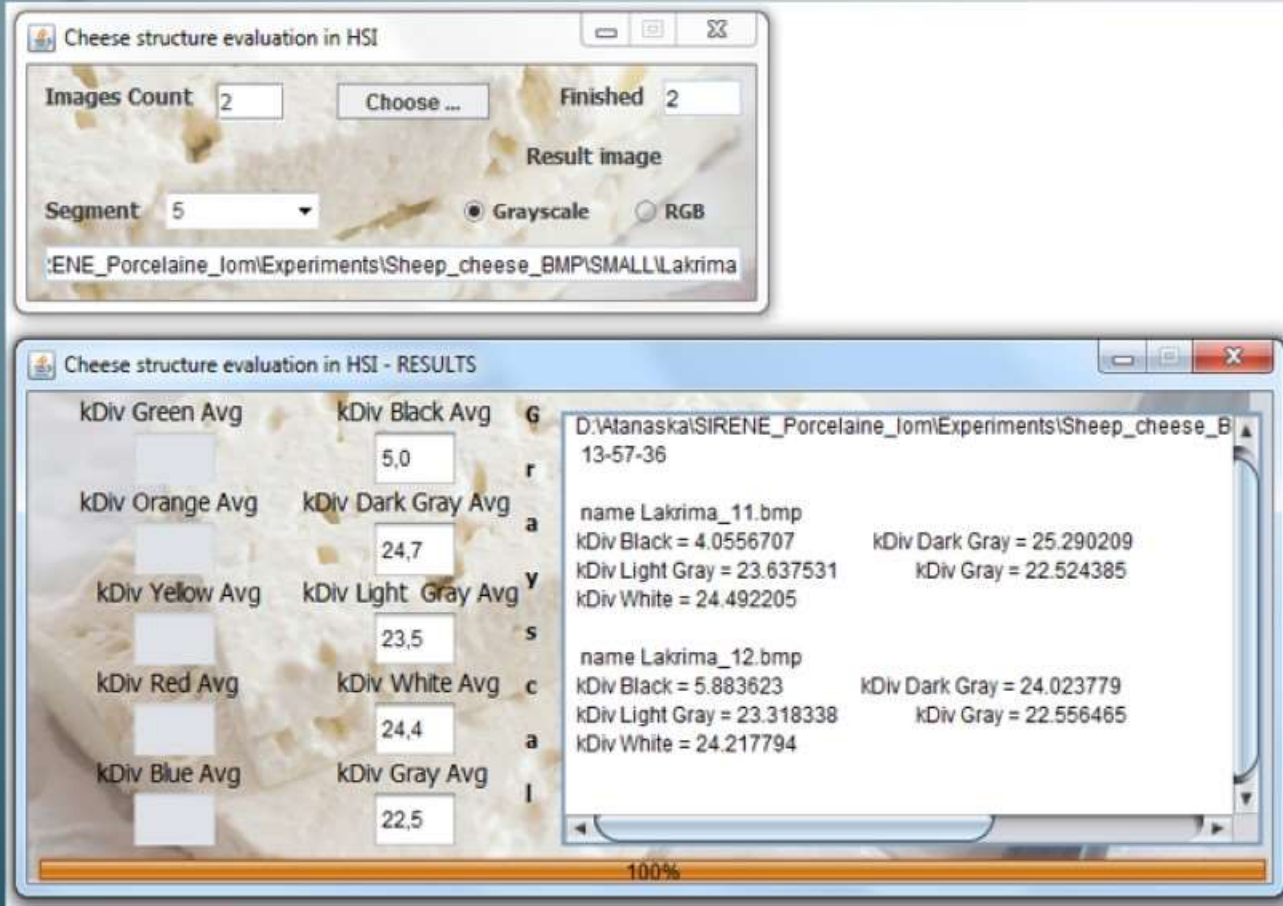 Cheese structure evaluation in HSI
Images Count 2 Choose ... Finished 2
Result image
Segment 5 Grayscale RGB
:ENE_Porcelaine_lom\Experiments\Sheep_cheese_BMP\SMALL\Lakrima
Cheese structure evaluation in HSI - RESULTS
kDiv Green Avg kDiv Black Avg
5,0
kDiv Orange Avg kDiv Dark Gray Avg
24,7
kDiv Yellow Avg kDiv Light Gray Avg
23,5
kDiv Red Avg kDiv White Avg
24,4
kDiv Blue Avg kDiv Gray Avg
22,5
G
r
a
y
s
c
a
l
D:\Atanaska\SIRENE_Porcelaine_lom\Experiments\Sheep_cheese_B
13-57-36
name Lakrima_11.bmp
kDiv Black = 4.0556707 kDiv Dark Gray = 25.290209
kDiv Light Gray = 23.637531 kDiv Gray = 22.524385
kDiv White = 24.492205
name Lakrima_12.bmp
kDiv Black = 5.883623 kDiv Dark Gray = 24.023779
kDiv Light Gray = 23.318338 kDiv Gray = 22.556465
kDiv White = 24.217794
100%